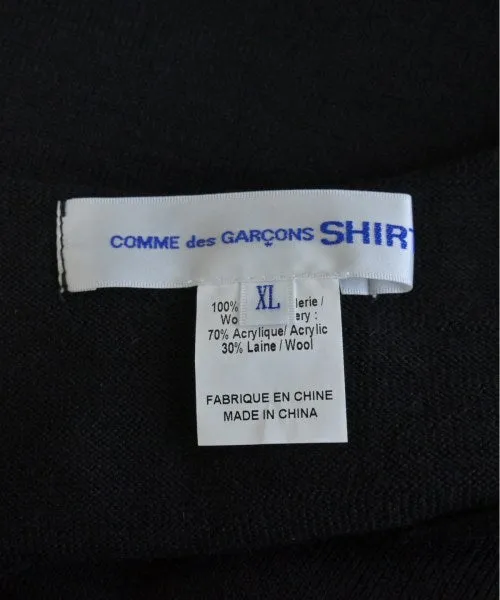 COMME des GARÇONS SHIRT
XL
100%
70% Acrylique/ Acrylic
30% Laine / Wool
FABRIQUE EN CHINE
MADE IN CHINA